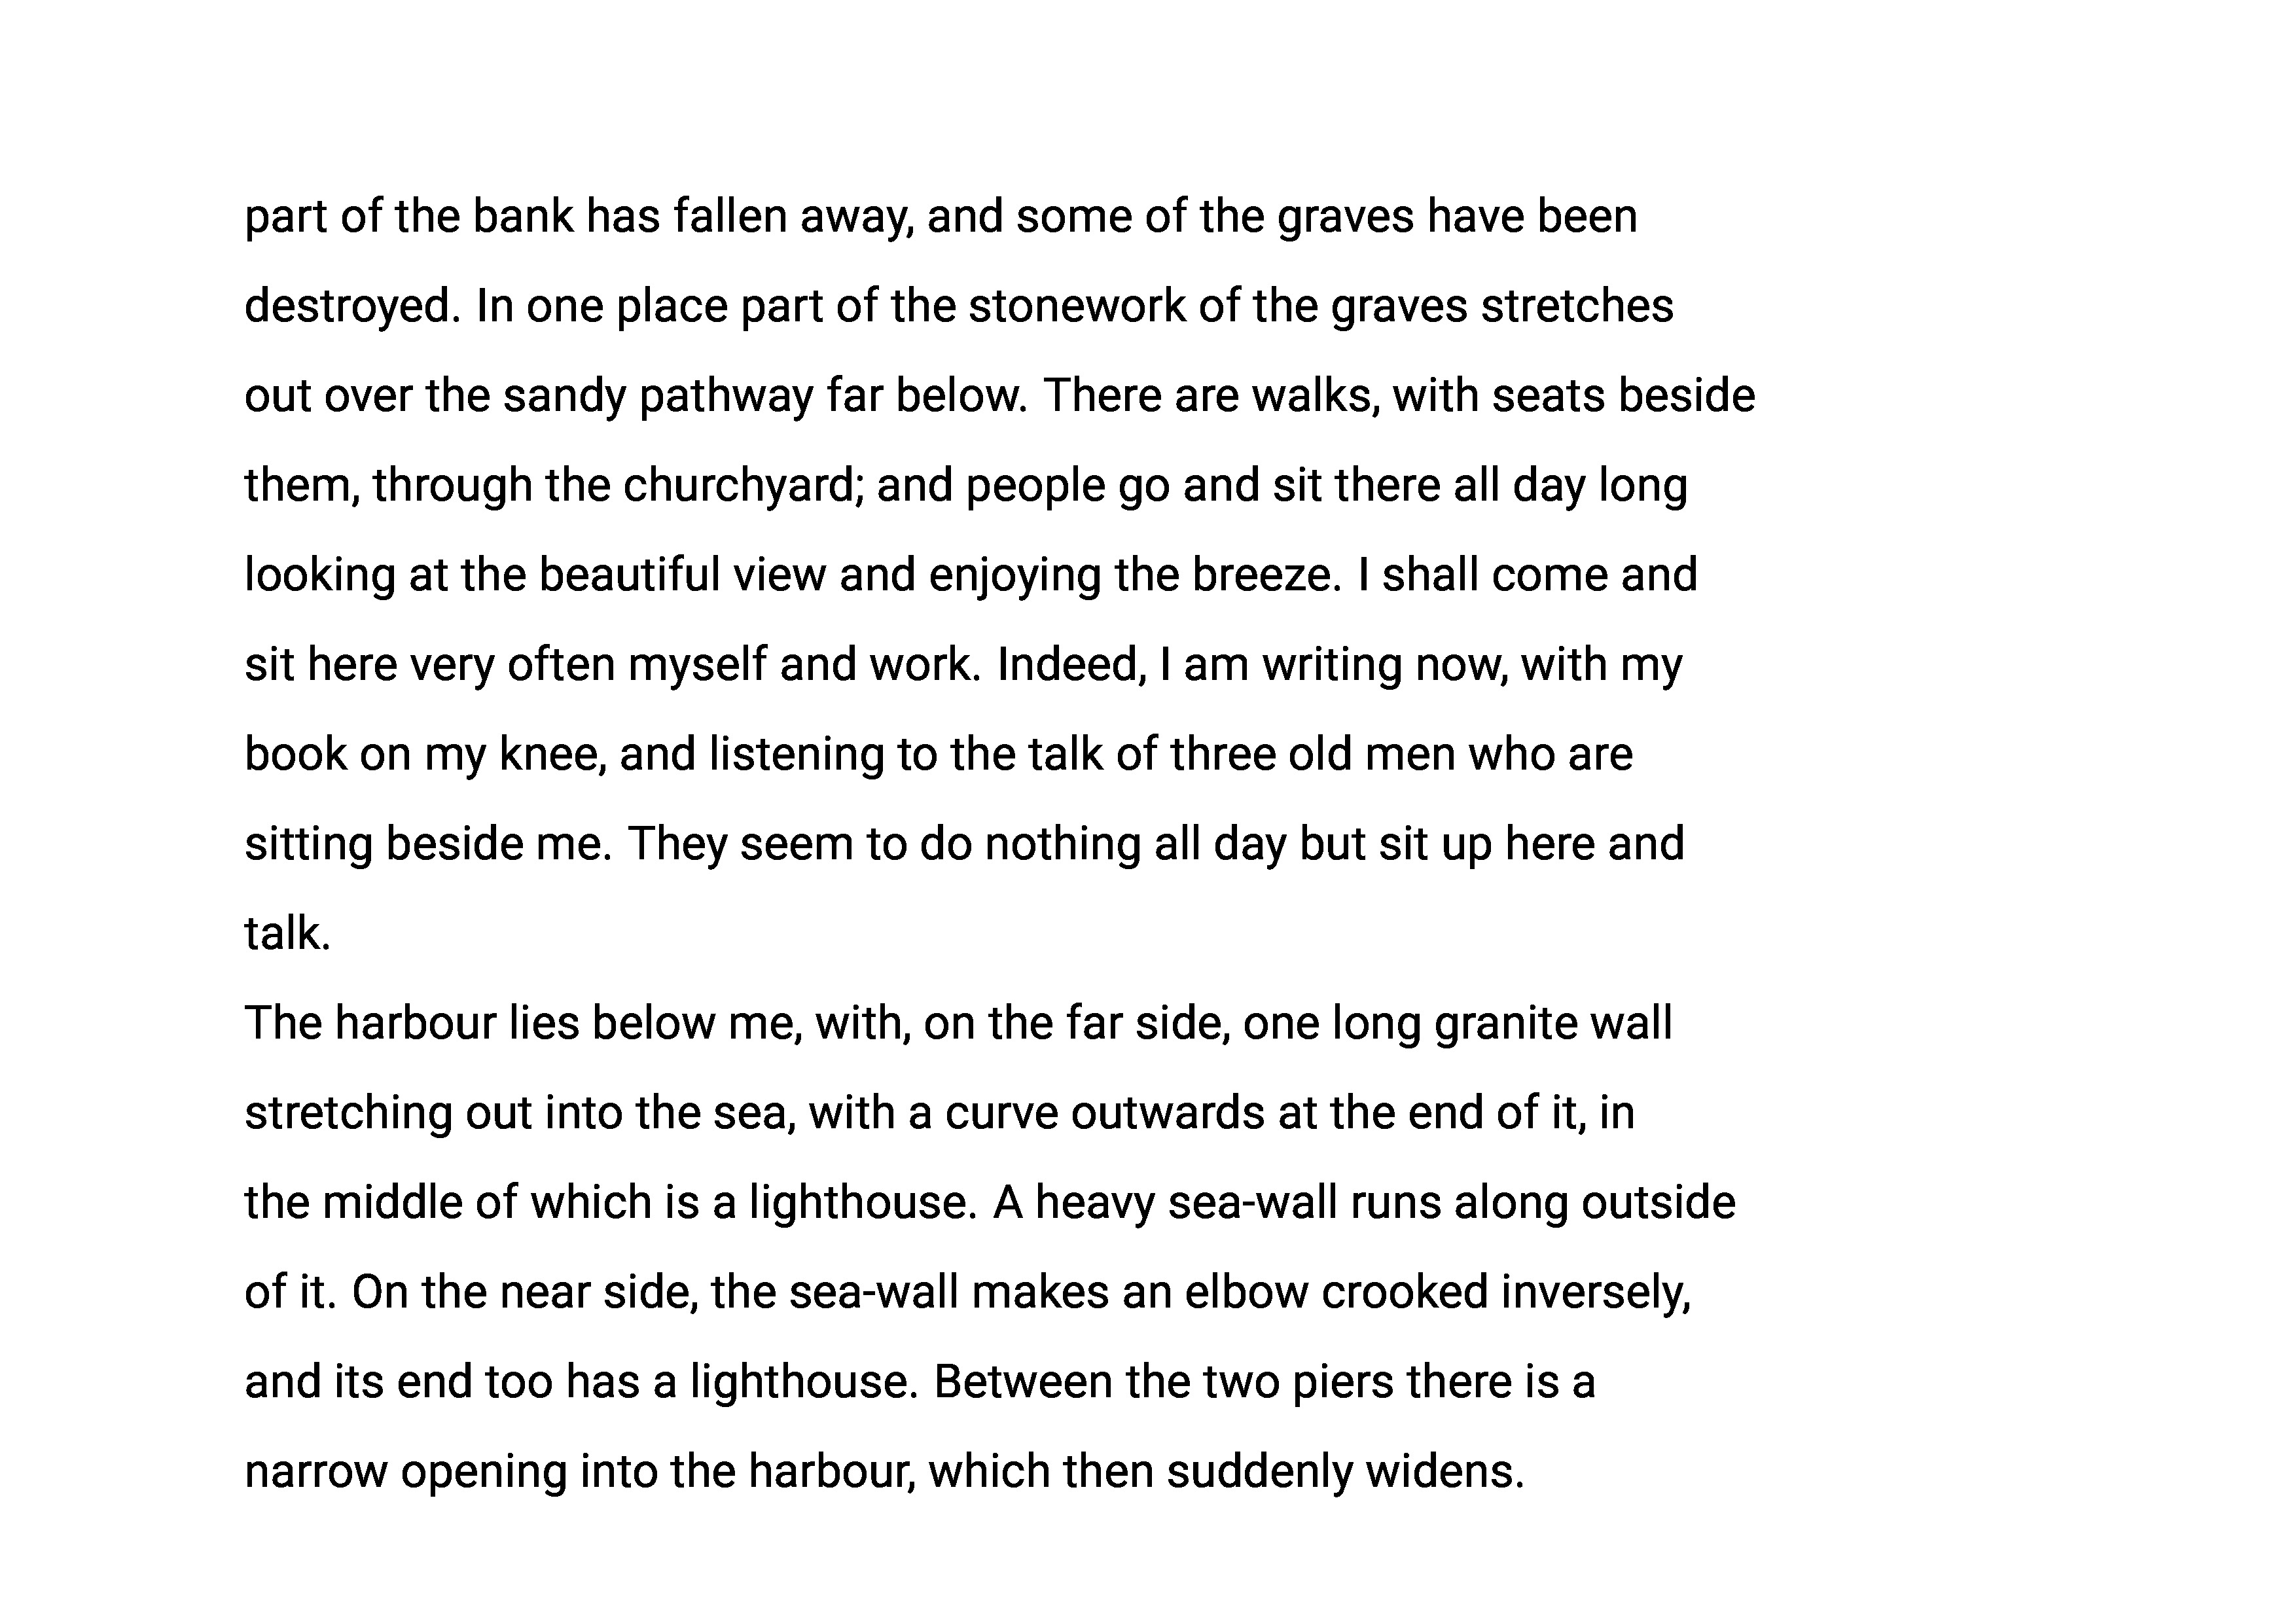 part of the bank has fallen away, and some of the graves have been
destroyed. In one place part of the stonework of the graves stretches
out over the sandy pathway far below. There are walks, with seats beside
them, through the churchyard; and people go and sit there all day long
looking at the beautiful view and enjoying the breeze. I shall come and
sit here very often myself and work. Indeed, I am writing now, with my
book on my knee, and listening to the talk of three old men who are
sitting beside me. They seem to do nothing all day but sit up here and
talk.
The harbour lies below me, with, on the far side, one long granite wall
stretching out into the sea, with a curve outwards at the end of it, in
the middle of which is a lighthouse. A heavy sea-wall runs along outside
of it. On the near side, the sea-wall makes an elbow crooked inversely,
and its end too has a lighthouse. Between the two piers there is a
narrow opening into the harbour, which then suddenly widens.